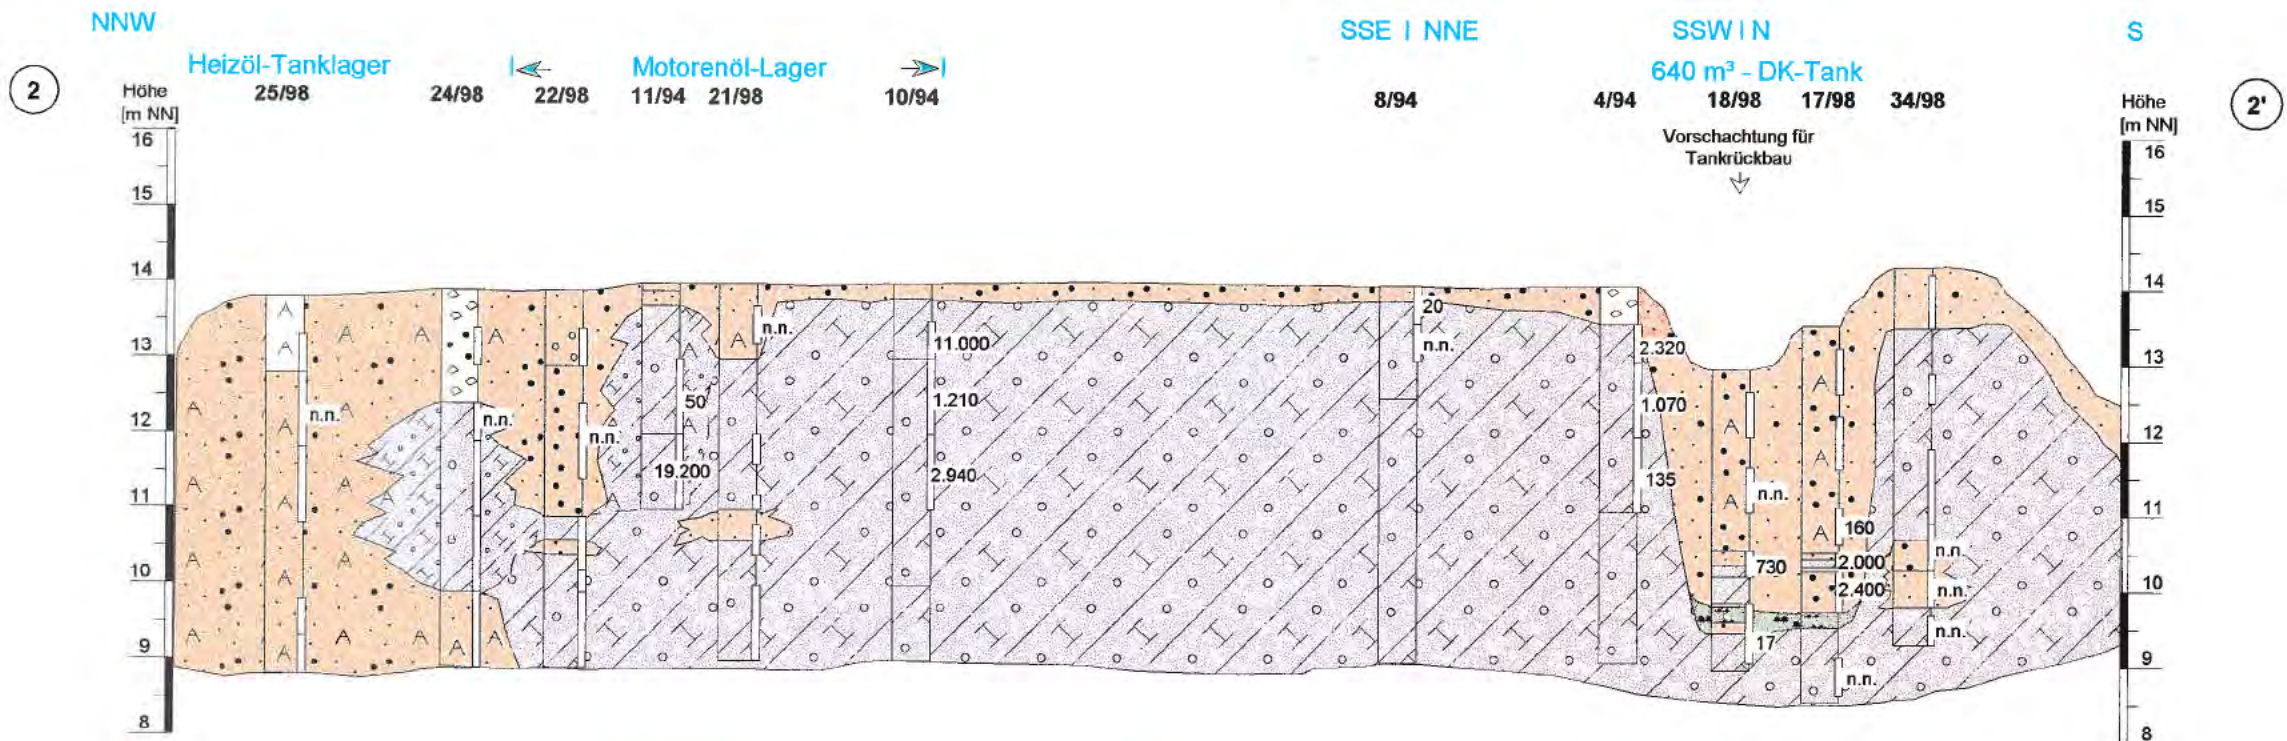 NNW SSE | NNE SSW | N S
Heizöl-Tanklager Motorenöl-Lager 640 m³ - DK-Tank
2 Höhe [m NN] 25/98 24/98 22/98 11/94 21/98 10/94 8/94 4/94 18/98 17/98 34/98 Höhe [m NN] 2'
Vorschachtung für
Tankrückbau
16 16
15 15
14 14
20
13 n.n. 11.000 n.n. 2.320 13
n.n. n.n. 50 1.210 1.070
12 n.n. 12
19.200 2.940 135 n.n.
11 11
160 n.n.
10 730 2.000 10
2.400 n.n.
9 17 n.n. 9
n.n.
8 8